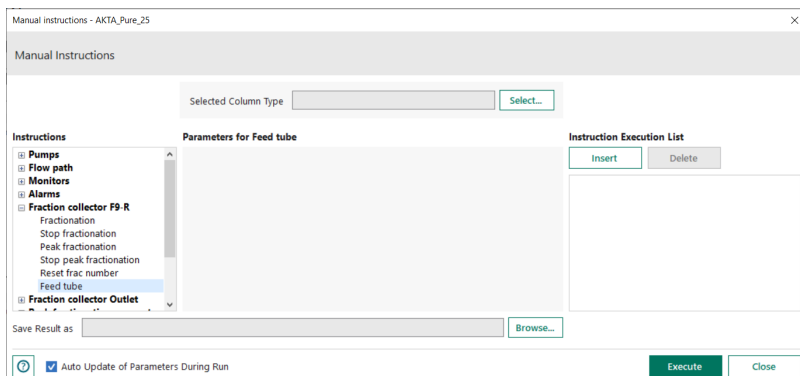 Manual instructions - AKTA_Pure_25
Manual Instructions
Selected Column Type
Select...
Instructions
Parameters for Feed tube
Instruction Execution List
Pumps
Flow path
Monitors
Alarms
Fraction collector F9-R
Fractionation
Stop fractionation
Peak fractionation
Stop peak fractionation
Reset frac number
Feed tube
Fraction collector Outlet
Insert
Delete
Save Result as
Browse...
Auto Update of Parameters During Run
Execute
Close